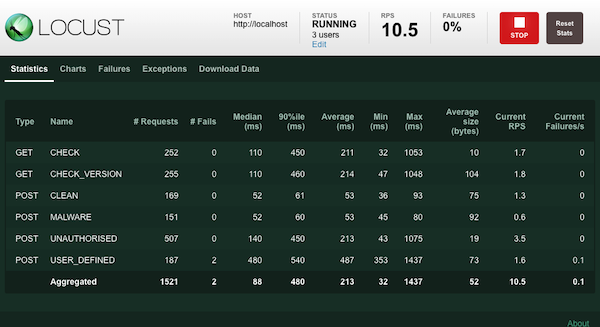 LOCUST
HOST
http://localhost
STATUS
RUNNING
3 users
Edit
RPS
10.5
FAILURES
0%
STOP
Reset
Stats
Statistics Charts Failures Exceptions Download Data
Type Name # Requests # Fails Median (ms) 90%ile (ms) Average (ms) Min (ms) Max (ms) Average size (bytes) Current RPS Current Failures/s
GET CHECK 252 0 110 450 211 32 1053 10 1.7 0
GET CHECK_VERSION 255 0 110 460 214 47 1048 104 1.8 0
POST CLEAN 169 0 52 61 53 36 93 75 1.3 0
POST MALWARE 151 0 52 60 53 45 80 92 0.6 0
POST UNAUTHORISED 507 0 140 450 213 43 1075 19 3.5 0
POST USER_DEFINED 187 2 480 540 487 353 1437 73 1.6 0.1
Aggregated 1521 2 88 480 213 32 1437 52 10.5 0.1
About